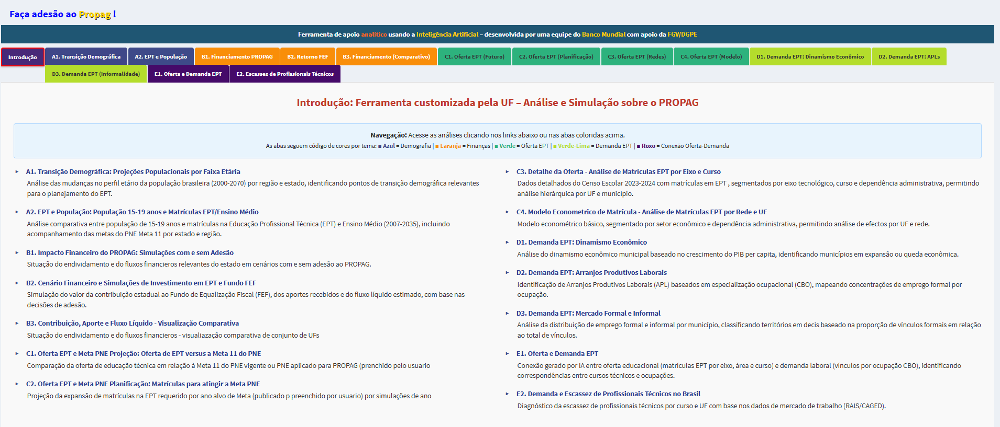 Faça adesão ao Propag !
Ferramenta de apoio analítico usando a Inteligência Artificial – desenvolvida por uma equipe do Banco Mundial com apoio da FGV/DGPE
Introdução
A1. Transição Demográfica
A2. EPT e População
B1. Financiamento PROPAG
B2. Retorno FEF
B3. Financiamento (Comparativo)
C1. Oferta EPT (Futuro)
C2. Oferta EPT (Planificação)
C3. Oferta EPT (Redes)
C4. Oferta EPT (Modelo)
D1. Demanda EPT: Dinamismo Econômico
D2. Demanda EPT: APLs
D3. Demanda EPT (Informalidade)
E1. Oferta e Demanda EPT
E2. Escassez de Profissionais Técnicos
Introdução: Ferramenta customizada pela UF – Análise e Simulação sobre o PROPAG
Navegação: Acesse as análises clicando nos links abaixo ou nas abas coloridas acima.
As abas seguem código de cores por tema: ■ Azul = Demografia | ■ Laranja = Finanças | ■ Verde = Oferta EPT | ■ Verde-Lima = Demanda EPT | ■ Roxo = Conexão Oferta-Demanda
A1. Transição Demográfica: Projeções Populacionais por Faixa Etária
Análise das mudanças no perfil etário da população brasileira (2000-2070) por região e estado, identificando pontos de transição demográfica relevantes
para o planejamento do EPT.
A2. EPT e População: População 15-19 anos e Matrículas EPT/Ensino Médio
Análise comparativa entre população de 15-19 anos e matrículas na Educação Profissional Técnica (EPT) e Ensino Médio (2007-2035), incluindo
acompanhamento das metas do PNE Meta 11 por estado e região.
B1. Impacto Financeiro do PROPAG: Simulações com e sem Adesão
Situação do endividamento e do fluxos financieros relevantes do estado em cenários com e sem adesão ao PROPAG.
B2. Cenário Financeiro e Simulações de Investimento em EPT e Fundo FEF
Simulação do valor da contribuição estadual ao Fundo de Equalização Fiscal (FEF), dos aportes recebidos e do fluxo líquido estimado, com base nas
decisões de adesão.
B3. Contribuição, Aporte e Fluxo Líquido - Visualização Comparativa
Situação do endividamento e do fluxos financieros - visualiazação comparativa de conjunto de UFs
C1. Oferta EPT e Meta PNE Projeção: Oferta de EPT versus a Meta 11 do PNE
Comparação da oferta de educação técnica em relação à Meta 11 do PNE vigente ou PNE aplicado para PROPAG (prenchido pelo usuario
C2. Oferta EPT e Meta PNE Planificação: Matrículas para atingir a Meta PNE
Projeção da expansão de matrículas na EPT requerido por ano alvo de Meta (publicado p preenchido por usuario) por simulações de ano
C3. Detalhe da Oferta - Análise de Matrículas EPT por Eixo e Curso
Dados detalhados do Censo Escolar 2023-2024 com matrículas em EPT , segmentados por eixo tecnológico, curso e dependência administrativa, permitindo
análise hierárquica por UF e município.
C4. Modelo Econometrico de Matrícula - Análise de Matrículas EPT por Rede e UF
Modelo econométrico básico, segmentado por setor econômico e dependência administrativa, permitindo análise de efectos por UF e rede.
D1. Demanda EPT: Dinamismo Econômico
Análise do dinamismo econômico municipal baseado no crescimento do PIB per capita, identificando municípios em expansão ou queda econômica.
D2. Demanda EPT: Arranjos Produtivos Laborais
Identificação de Arranjos Produtivos Laborais (APL) baseados em especialização ocupacional (CBO), mapeando concentrações de emprego formal por
ocupação.
D3. Demanda EPT: Mercado Formal e Informal
Análise da distribuição de emprego formal e informal por município, classificando territórios em decis baseado na proporção de vínculos formais em relação
ao total de vínculos.
E1. Oferta e Demanda EPT
Conexão gerado por IA entre oferta educacional (matrículas EPT por eixo, área e curso) e demanda laboral (vínculos por ocupação CBO), identificando
correspondências entre cursos técnicos e ocupações.
E2. Demanda e Escassez de Profissionais Técnicos no Brasil
Diagnóstico da escassez de profissionais técnicos por curso e UF com base nos dados de mercado de trabalho (RAIS/CAGED).